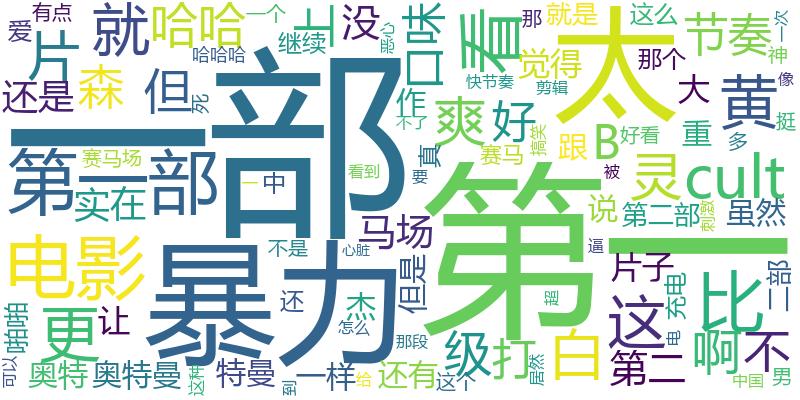 有点
爱
就
哈哈
一个
上
没
那
就是
这么
一次
片
哈哈哈
继续
恶心
口味
看
太
节奏
神
觉得
那个
快节奏
剪辑
像
还是
森
但
死
一部
作
不了
爽
好
搞笑
跟
B
好看
大
重
多
黄
挺
赛马场
第一部
实在
一
中
看到
真
要
赛马
第一
灵
被
cult
说
第二部
刺激
虽然
电影
暴力
不是
心脏
马场
但是
逼
片子
充电
二部
啪啪
更
让
还
杰
怎么
那段
超
级
打
白
这
电
比
啊
不
第二
可以
奥特
奥特曼
这种
特曼
到
一样
给
还有
这个
居然
中国
男